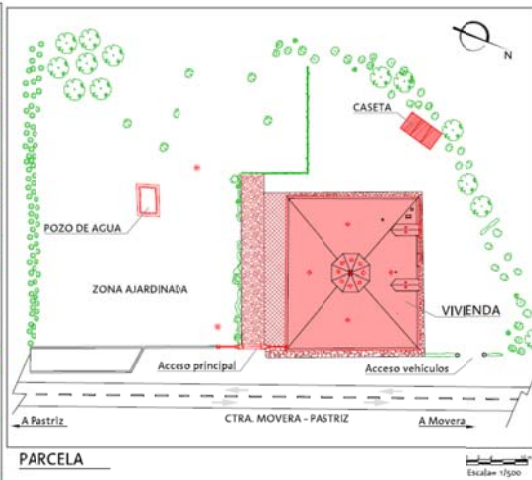 N
CASETA
POZO DE AGUA
ZONA AJARDINADA
VIVIENDA
Acceso principal
Acceso vehículos
A Pastriz
CTRA. MOVERA - PASTRIZ
A Movera
PARCELA
Escala= 1/500